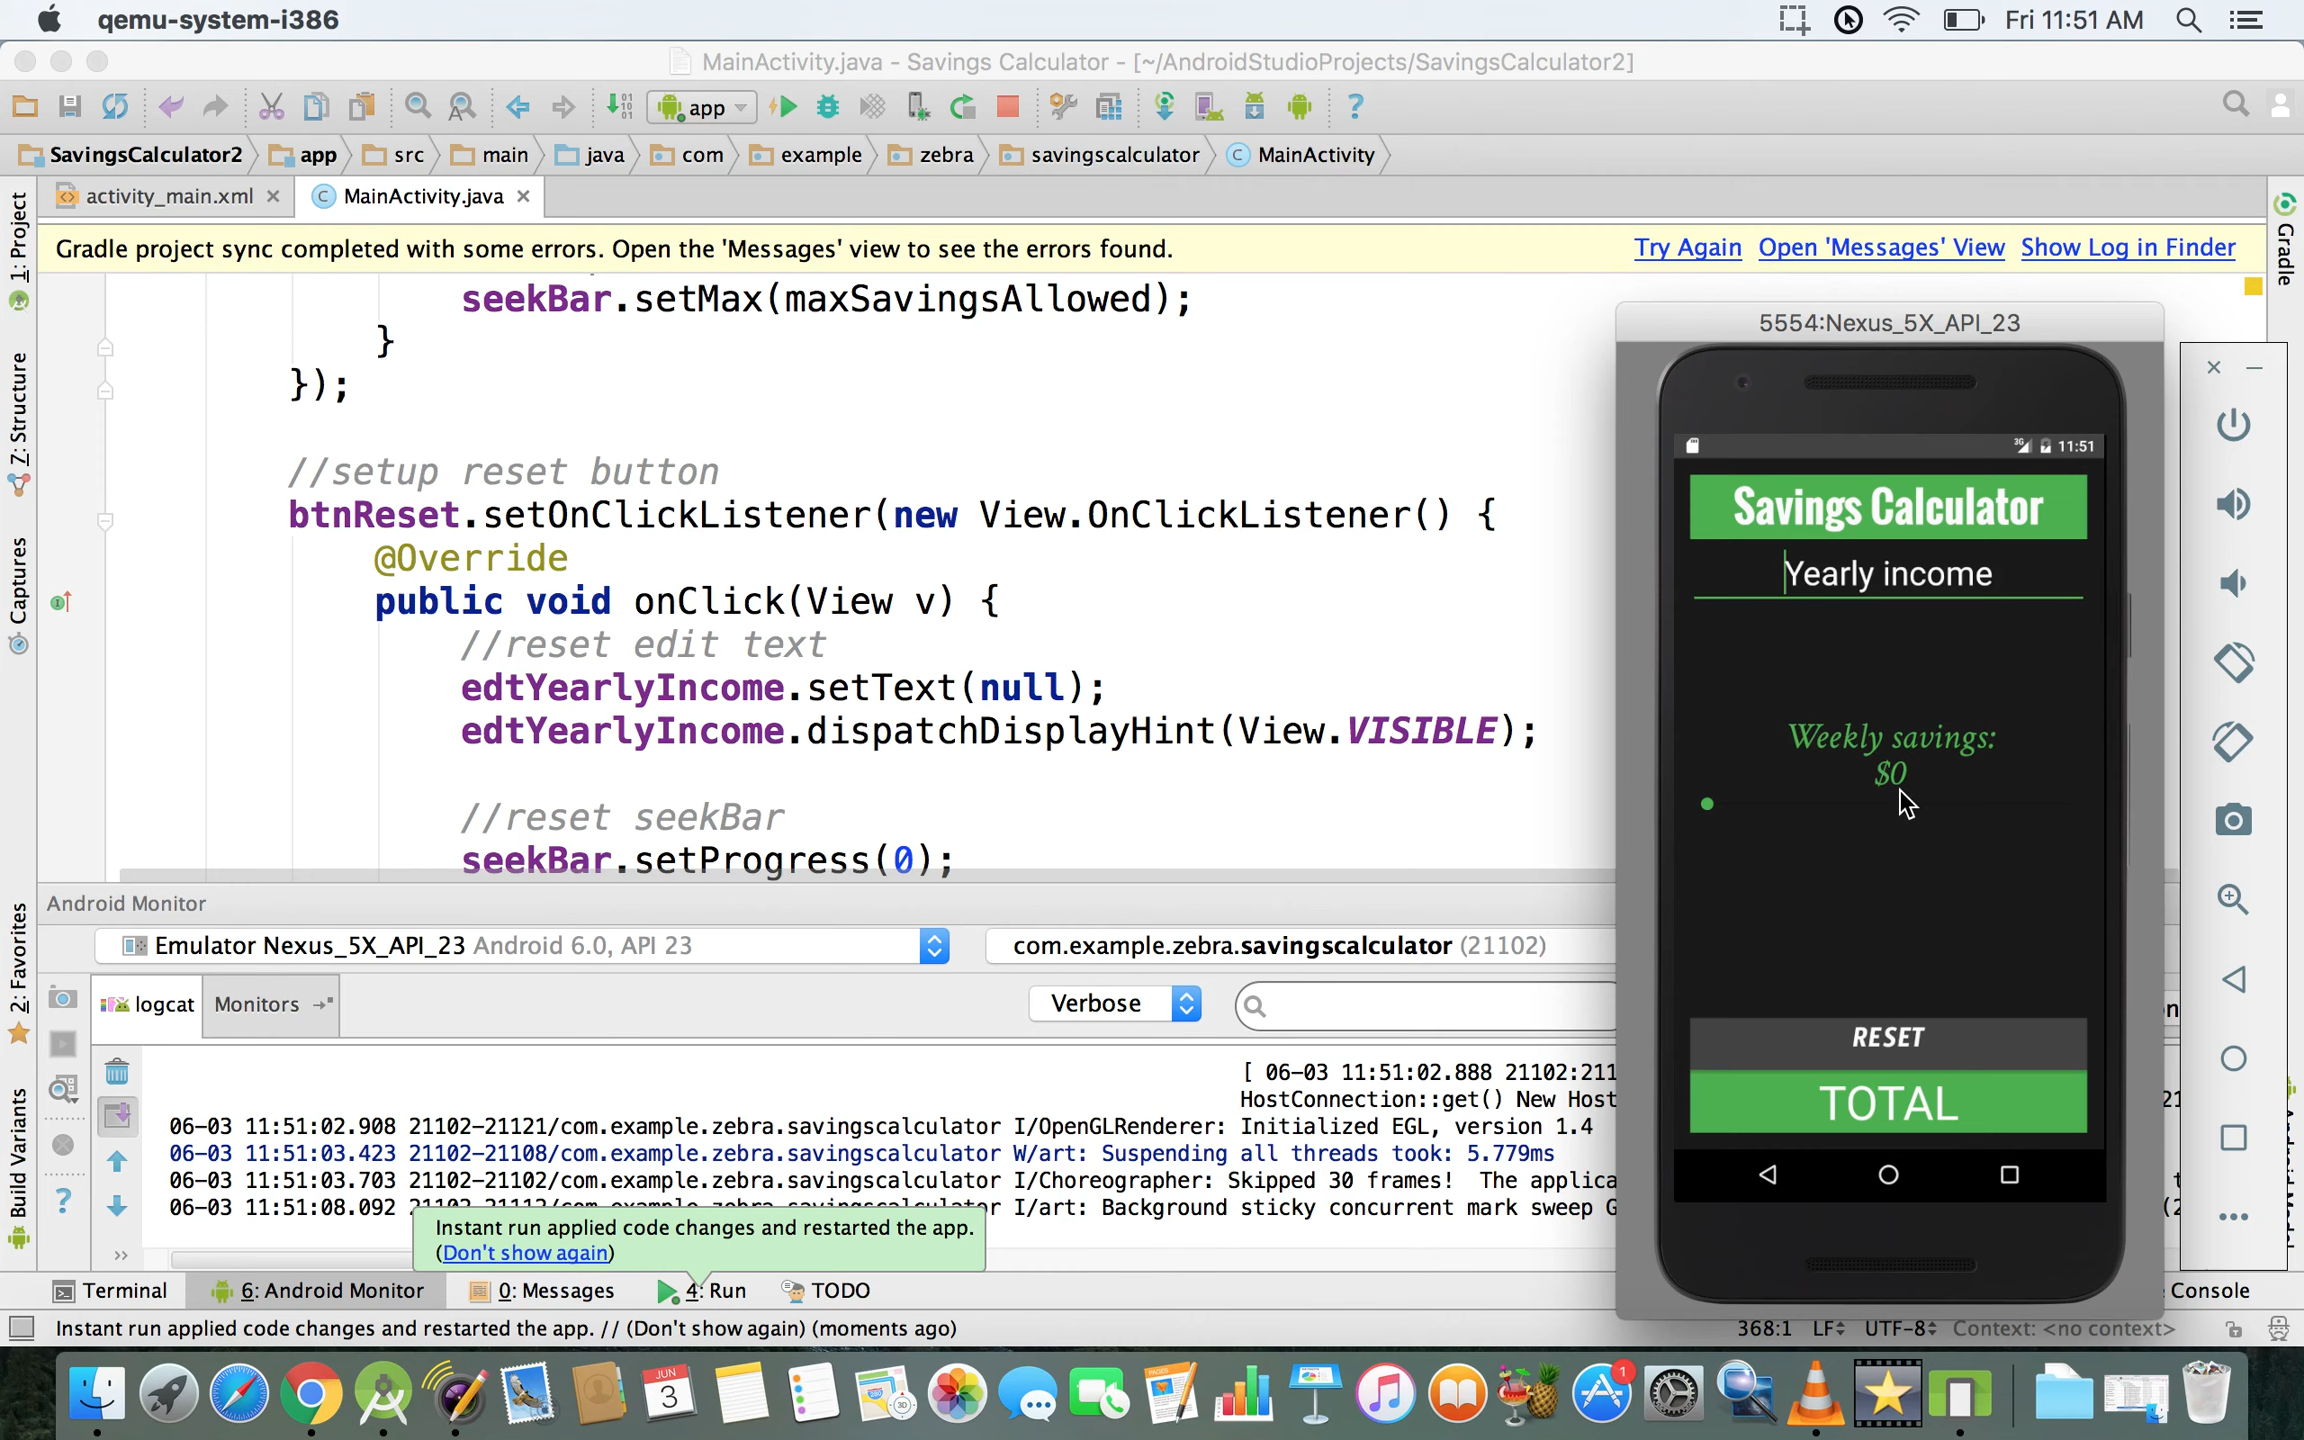 qemu-system-i386
Fri 11:51 AM
MainActivity.java - Savings Calculator - [~/AndroidStudioProjects/SavingsCalculator2]
app
SavingsCalculator2 app src main java com example zebra savingscalculator MainActivity
activity_main.xml MainActivity.java
Gradle project sync completed with some errors. Open the 'Messages' view to see the errors found. Try Again Open 'Messages' View Show Log in Finder
1: Project
Z: Structure
Captures
2: Favorites
Build Variants
Gradle
seekBar.setMax(maxSavingsAllowed);
}
});
//setup reset button
btnReset.setOnClickListener(new View.OnClickListener() {
@Override
public void onClick(View v) {
//reset edit text
edtYearlyIncome.setText(null);
edtYearlyIncome.dispatchDisplayHint(View.VISIBLE);
//reset seekBar
seekBar.setProgress(0);
5554:Nexus_5X_API_23
3G 11:51
Savings Calculator
Yearly income
Weekly savings:
$0
RESET
TOTAL
Android Monitor
Emulator Nexus_5X_API_23 Android 6.0, API 23 com.example.zebra.savingscalculator (21102)
logcat Monitors Verbose
[ 06-03 11:51:02.888 21102:211
HostConnection::get() New Host
06-03 11:51:02.908 21102-21121/com.example.zebra.savingscalculator I/OpenGLRenderer: Initialized EGL, version 1.4
06-03 11:51:03.423 21102-21108/com.example.zebra.savingscalculator W/art: Suspending all threads took: 5.779ms
06-03 11:51:03.703 21102-21102/com.example.zebra.savingscalculator I/Choreographer: Skipped 30 frames! The applica
06-03 11:51:08.092 21102-21112/com.example.zebra.savingscalculator I/art: Background sticky concurrent mark sweep G
Instant run applied code changes and restarted the app.
(Don't show again)
Terminal 6: Android Monitor 0: Messages 4: Run TODO Console
Instant run applied code changes and restarted the app. // (Don't show again) (moments ago) 368:1 LF UTF-8 Context: <no context>
JUN
3
1